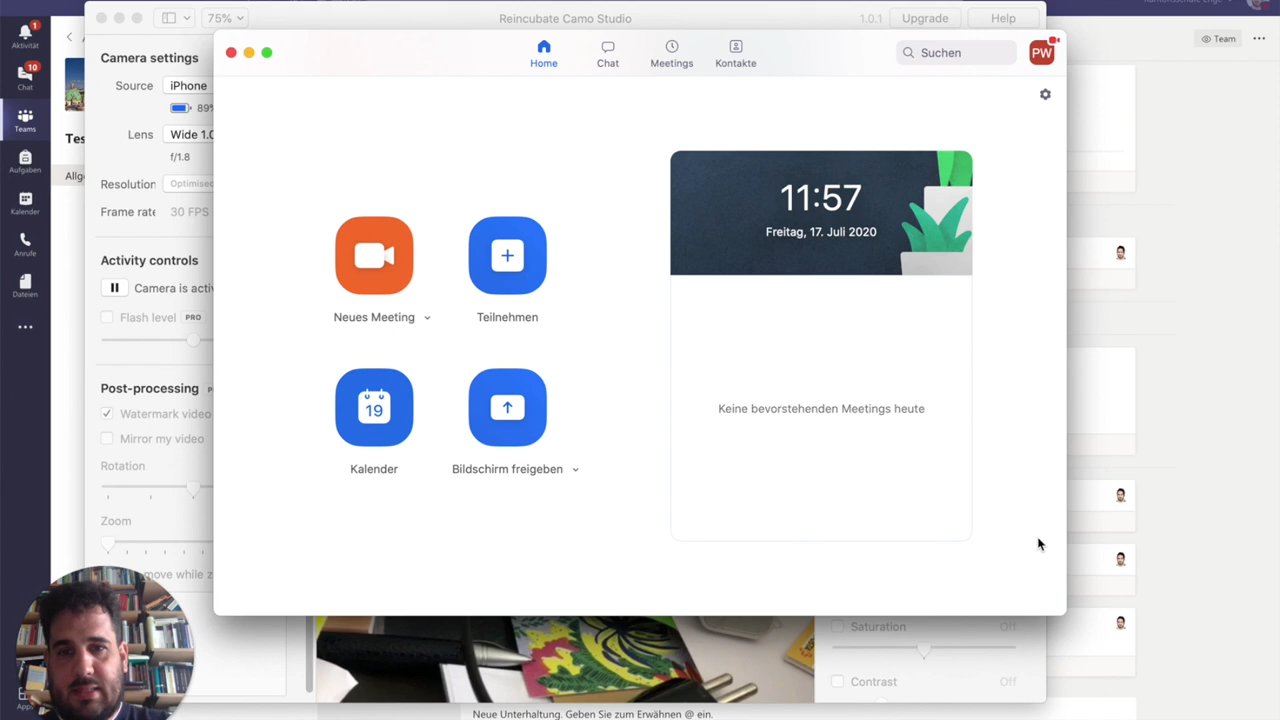 75%
Reincubate Camo Studio
1.0.1
Upgrade
Help
1
Aktivität
10
Chat
Teams
Aufgaben
Kalender
Anrufe
Dateien
Team
Camera settings
Source
iPhone
89%
Lens
Wide 1.0
f/1.8
Resolution
Optimised
Frame rate
30 FPS
Activity controls
Camera is acti
Flash level
PRO
Post-processing
Watermark video
Mirror my video
Rotation
Zoom
move while z
Home
Chat
Meetings
Kontakte
Suchen
PW
Neues Meeting
Teilnehmen
19
Kalender
Bildschirm freigeben
11:57
Freitag, 17. Juli 2020
Keine bevorstehenden Meetings heute
Saturation
Off
Contrast
Off
Neue Unterhaltung. Geben Sie zum Erwähnen @ ein.